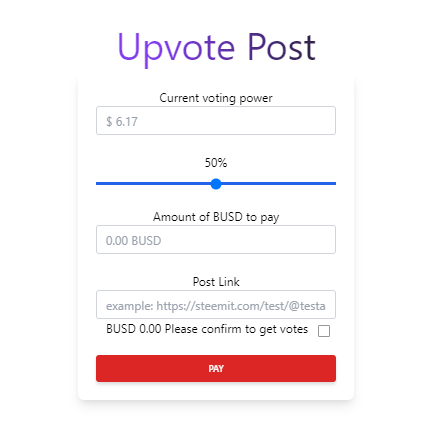 Upvote Post
Current voting power
$ 6.17
50%
Amount of BUSD to pay
0.00 BUSD
Post Link
example: https://steemit.com/test/@testa
BUSD 0.00 Please confirm to get votes
PAY